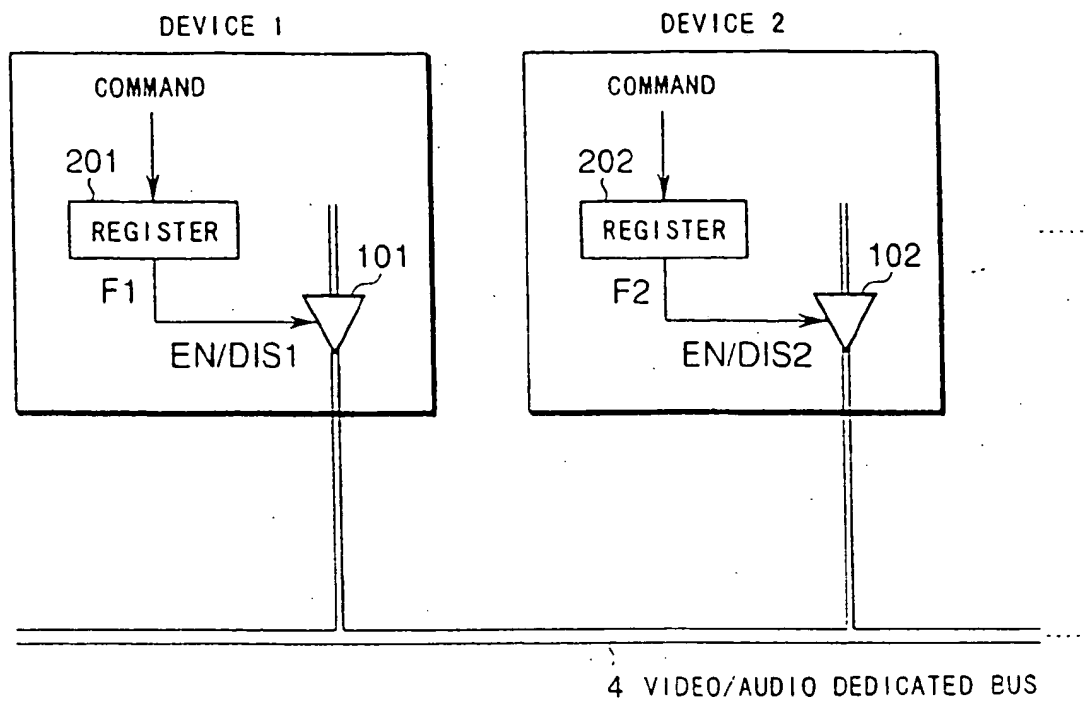 DEVICE 1
DEVICE 2
COMMAND
COMMAND
201
202
REGISTER
REGISTER
101
102
F1
F2
EN/DIS1
EN/DIS2
4 VIDEO/AUDIO DEDICATED BUS